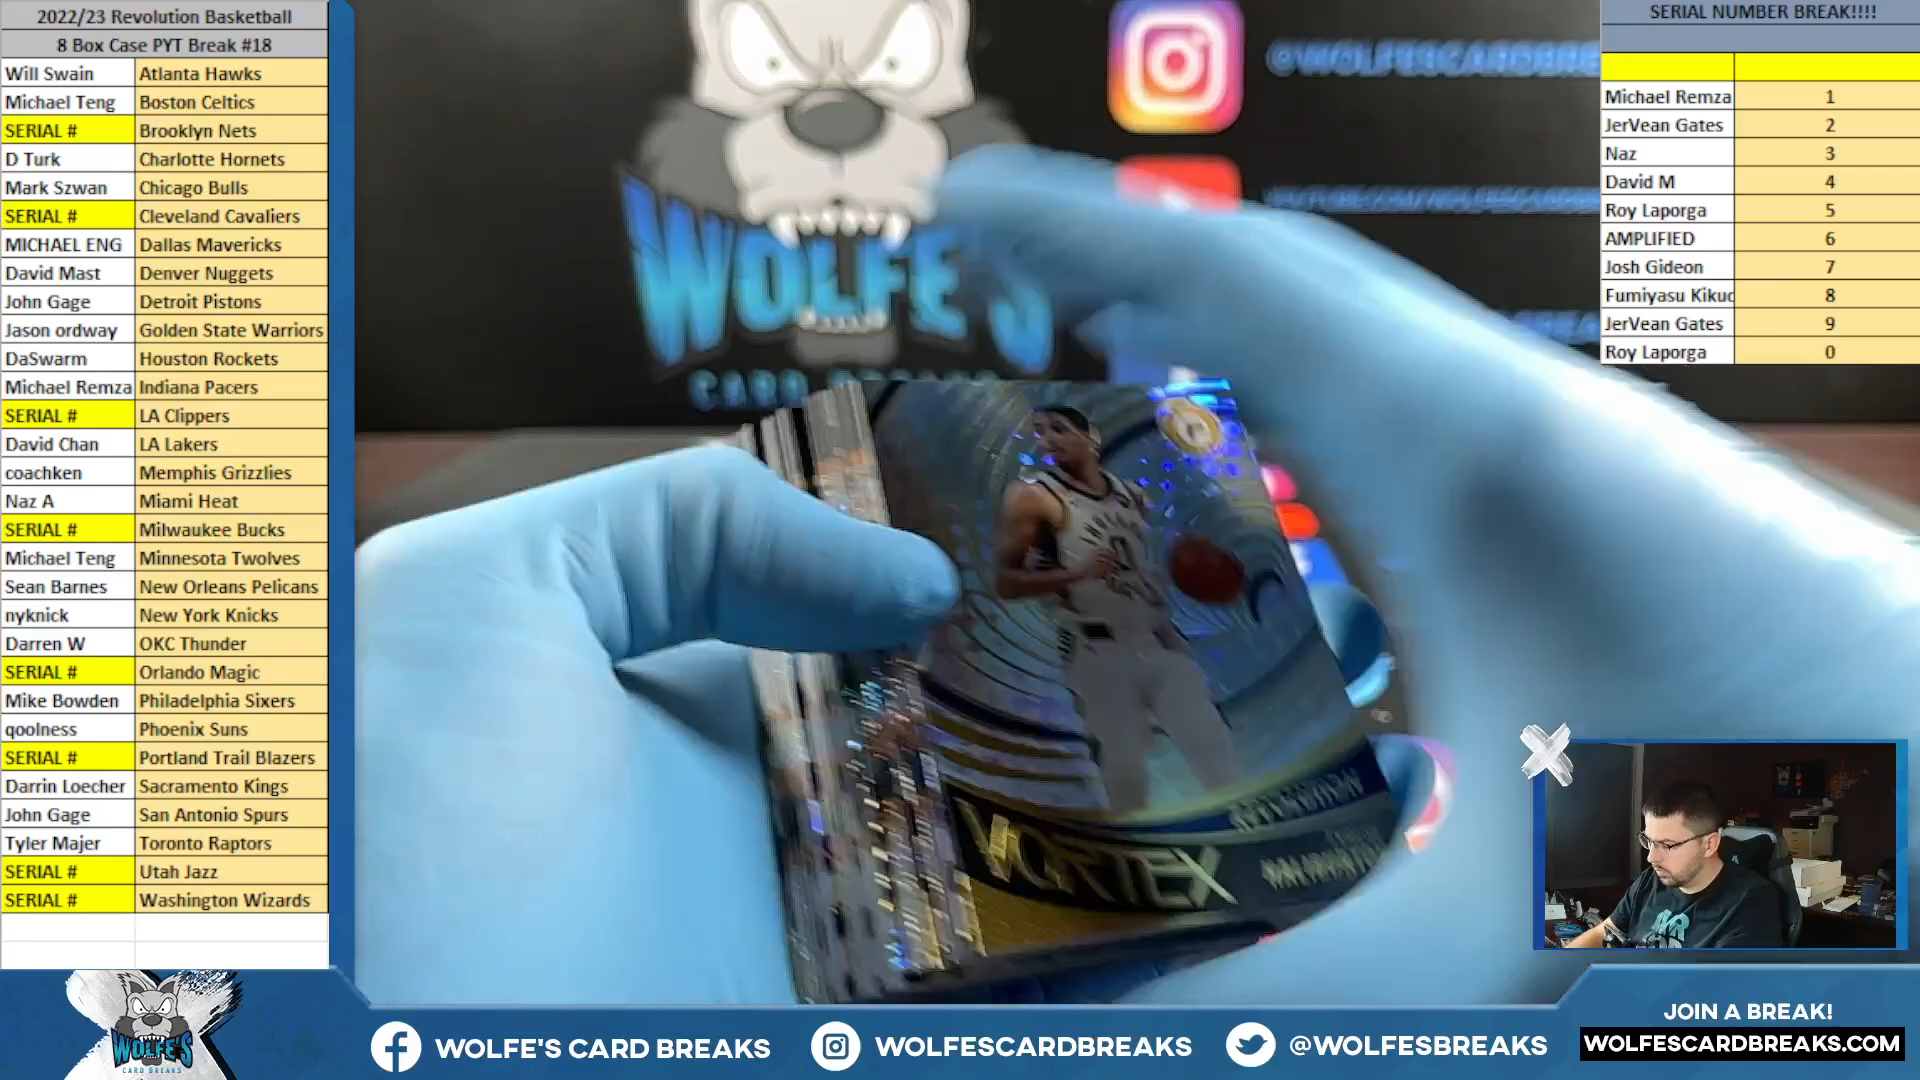 2022/23 Revolution Basketball
8 Box Case PYT Break #18
Will Swain Atlanta Hawks
Michael Teng Boston Celtics
SERIAL # Brooklyn Nets
D Turk Charlotte Hornets
Mark Szwan Chicago Bulls
SERIAL # Cleveland Cavaliers
MICHAEL ENG Dallas Mavericks
David Mast Denver Nuggets
John Gage Detroit Pistons
Jason ordway Golden State Warriors
DaSwarm Houston Rockets
Michael Remza Indiana Pacers
SERIAL # LA Clippers
David Chan LA Lakers
coachken Memphis Grizzlies
Naz A Miami Heat
SERIAL # Milwaukee Bucks
Michael Teng Minnesota Twolves
Sean Barnes New Orleans Pelicans
nyknick New York Knicks
Darren W OKC Thunder
SERIAL # Orlando Magic
Mike Bowden Philadelphia Sixers
qoolness Phoenix Suns
SERIAL # Portland Trail Blazers
Darrin Loecher Sacramento Kings
John Gage San Antonio Spurs
Tyler Majer Toronto Raptors
SERIAL # Utah Jazz
SERIAL # Washington Wizards
WOLFE'S
CARD
@WOLFESCARDBRE
VORTEX
SERIAL NUMBER BREAK!!!!
Michael Remza 1
JerVean Gates 2
Naz 3
David M 4
Roy Laporga 5
AMPLIFIED 6
Josh Gideon 7
Fumiyasu Kikuc 8
JerVean Gates 9
Roy Laporga 0
WOLFE'S
CARD BREAKS
WOLFE'S CARD BREAKS
WOLFESCARDBREAKS
@WOLFESBREAKS
JOIN A BREAK!
WOLFESCARDBREAKS.COM